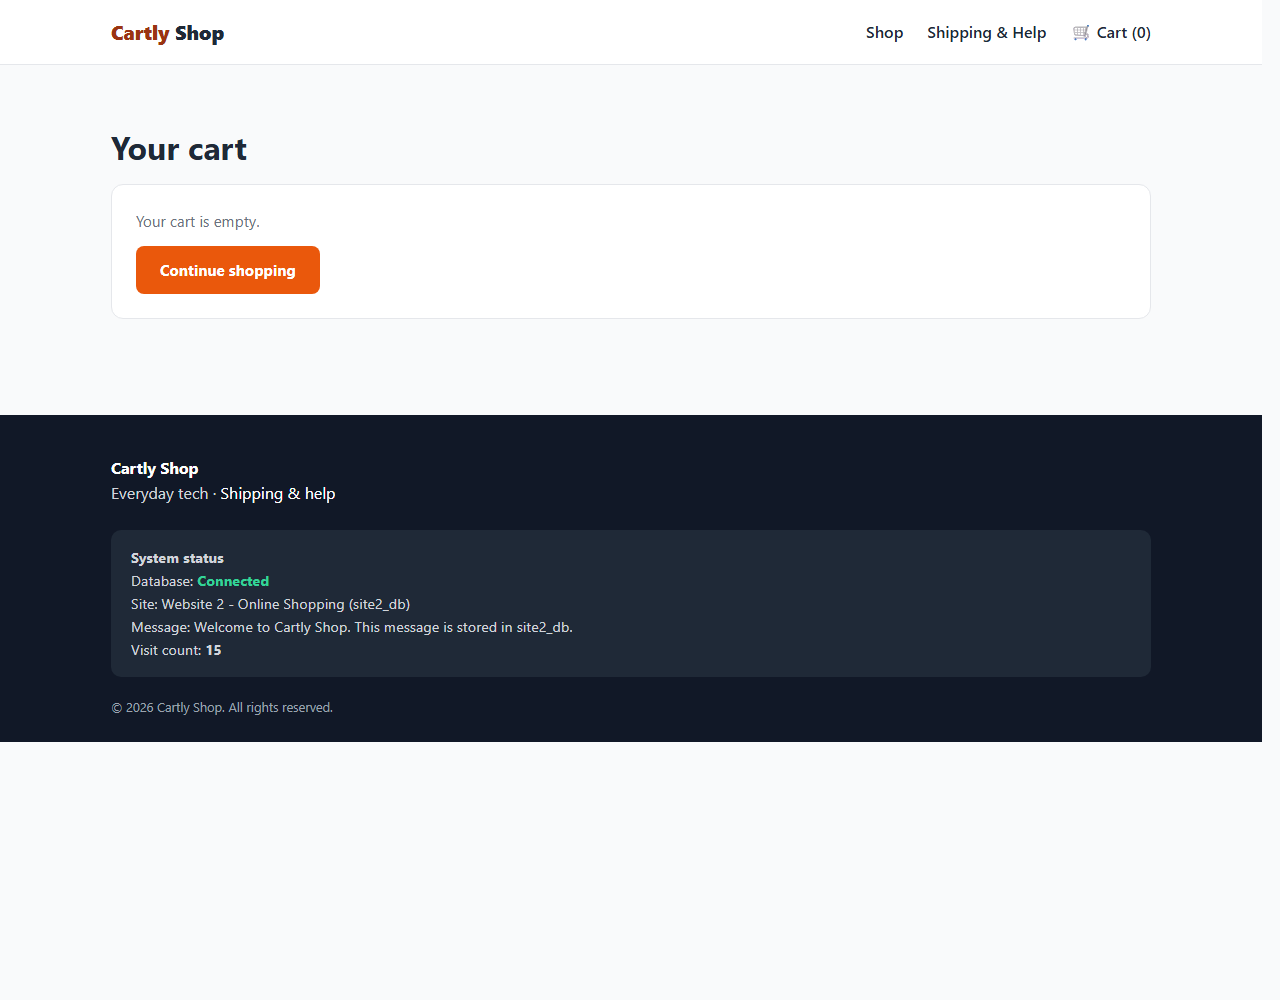 Cartly Shop
Shop
Shipping & Help
🛒 Cart (0)
Your cart
Your cart is empty.
Continue shopping
Cartly Shop
Everyday tech · Shipping & help
System status
Database: Connected
Site: Website 2 - Online Shopping (site2_db)
Message: Welcome to Cartly Shop. This message is stored in site2_db.
Visit count: 15
© 2026 Cartly Shop. All rights reserved.